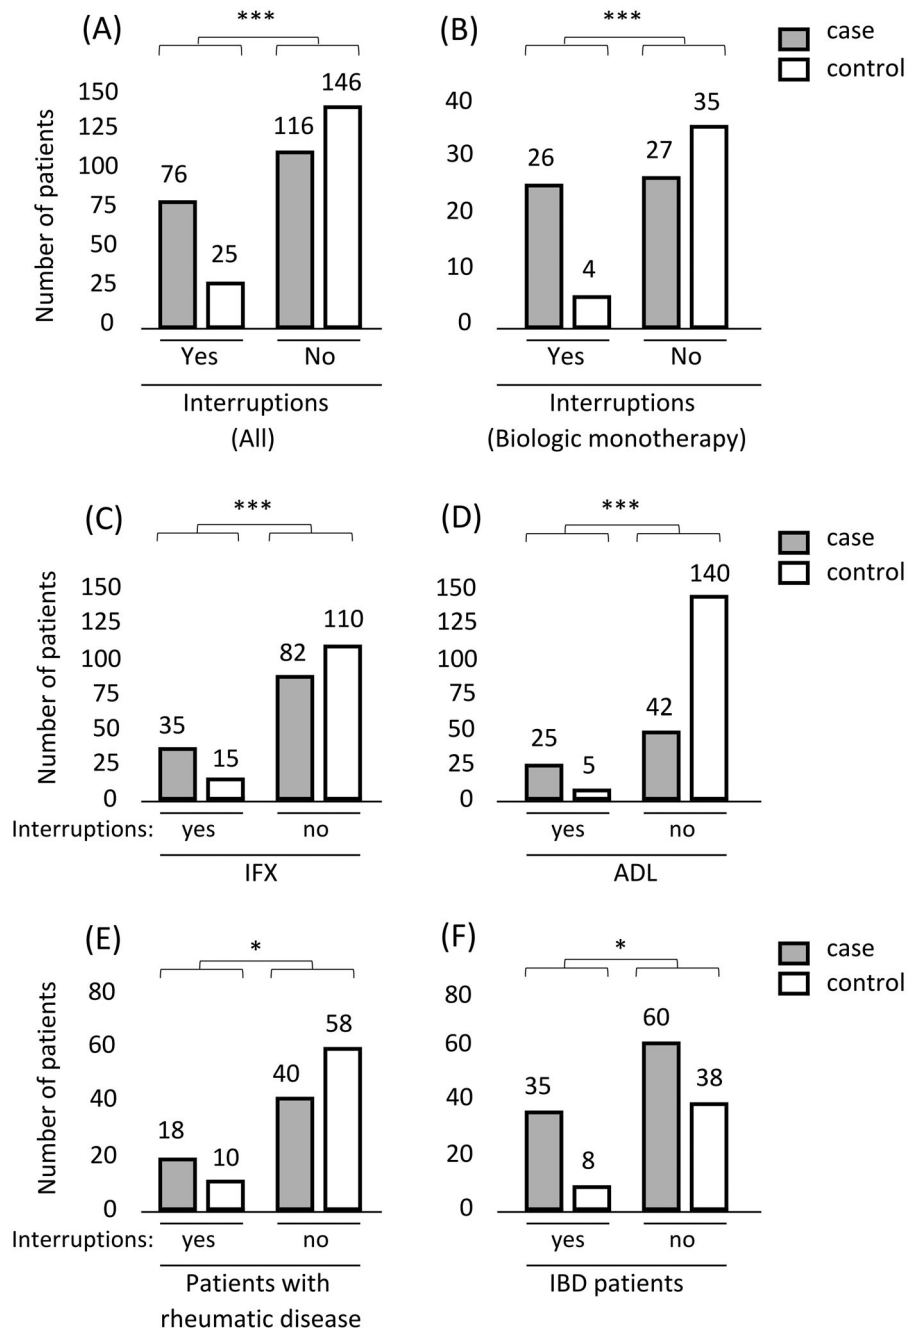 (A)
***
(B)
***
case
control
Number of patients
150
125
100
75
50
25
0
76
25
116
146
Yes
No
Interruptions
(All)
40
30
20
10
0
26
4
27
35
Yes
No
Interruptions
(Biologic monotherapy)
(C)
***
(D)
***
case
control
Number of patients
150
125
100
75
50
25
0
35
15
82
110
Interruptions:
yes
no
IFX
150
125
100
75
50
25
0
25
5
42
140
yes
no
ADL
(E)
*
(F)
*
case
control
Number of patients
80
60
40
20
0
18
10
40
58
Interruptions:
yes
no
Patients with
rheumatic disease
80
60
40
20
0
35
8
60
38
yes
no
IBD patients